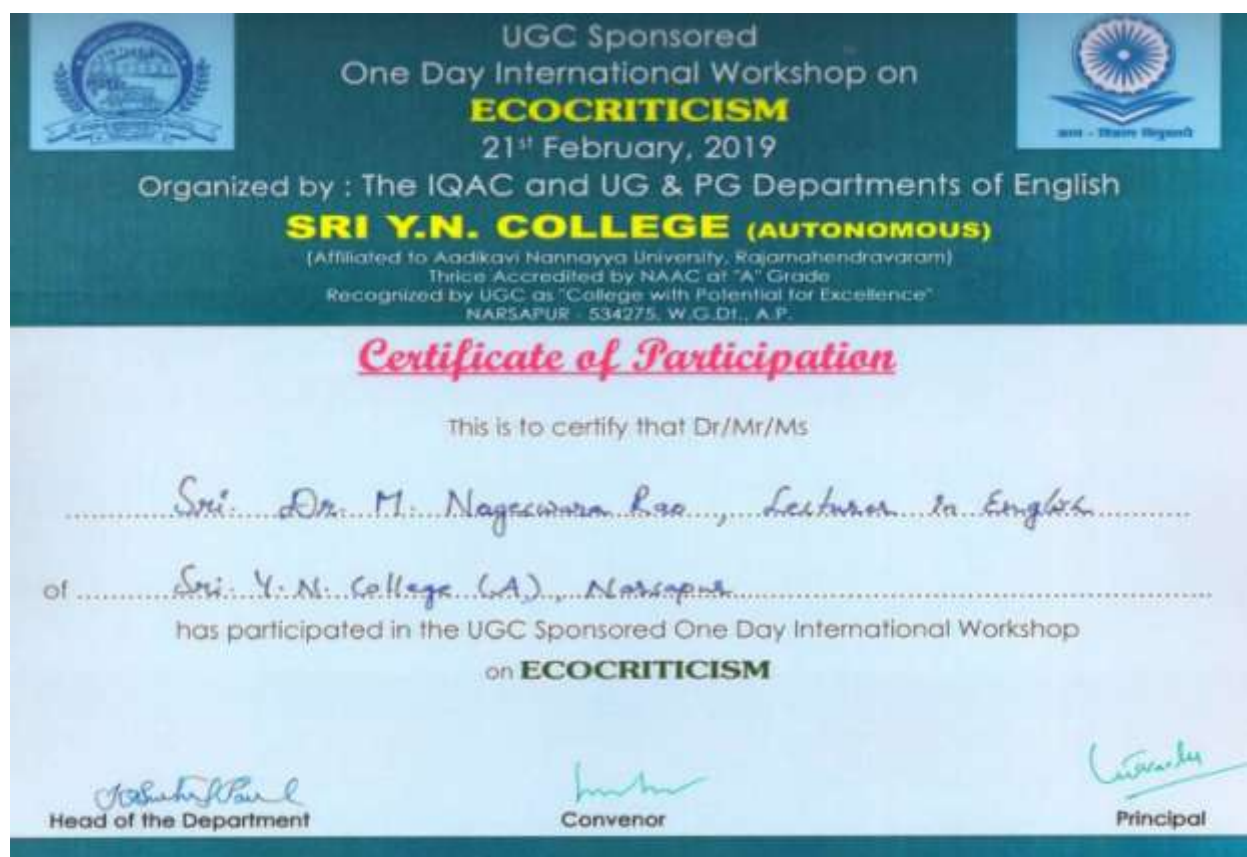 UGC Sponsored
One Day International Workshop on
ECOCRITICISM
21st February, 2019
Organized by : The IQAC and UG & PG Departments of English
SRI Y.N. COLLEGE (AUTONOMOUS)
(Affiliated to Aadikavi Nannayya University, Rajamahendravaram)
Thrice Accredited by NAAC at "A" Grade
Recognized by UGC as "College with Potential for Excellence"
NARSAPUR - 534275, W.G.Dt., A.P.
Certificate of Participation
This is to certify that Dr/Mr/Ms
Sri. Dr. M. Nageswara Rao, Lecturer in English
of Sri. Y. N. College (A), Narsapur
has participated in the UGC Sponsored One Day International Workshop
on ECOCRITICISM
Head of the Department
Convenor
Principal